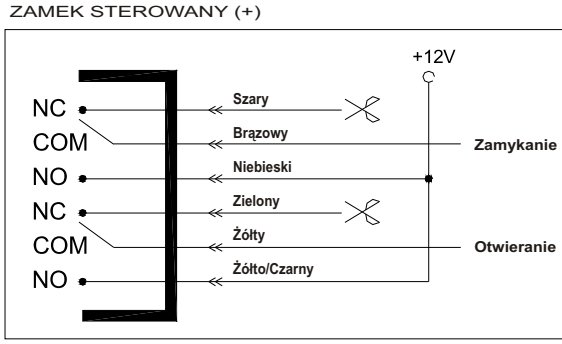 ZAMEK STEROWANY (+)
+12V
NC Szary
COM Brązowy Zamykanie
NO Niebieski
NC Zielony
COM Żółty Otwieranie
NO Żółto/Czarny